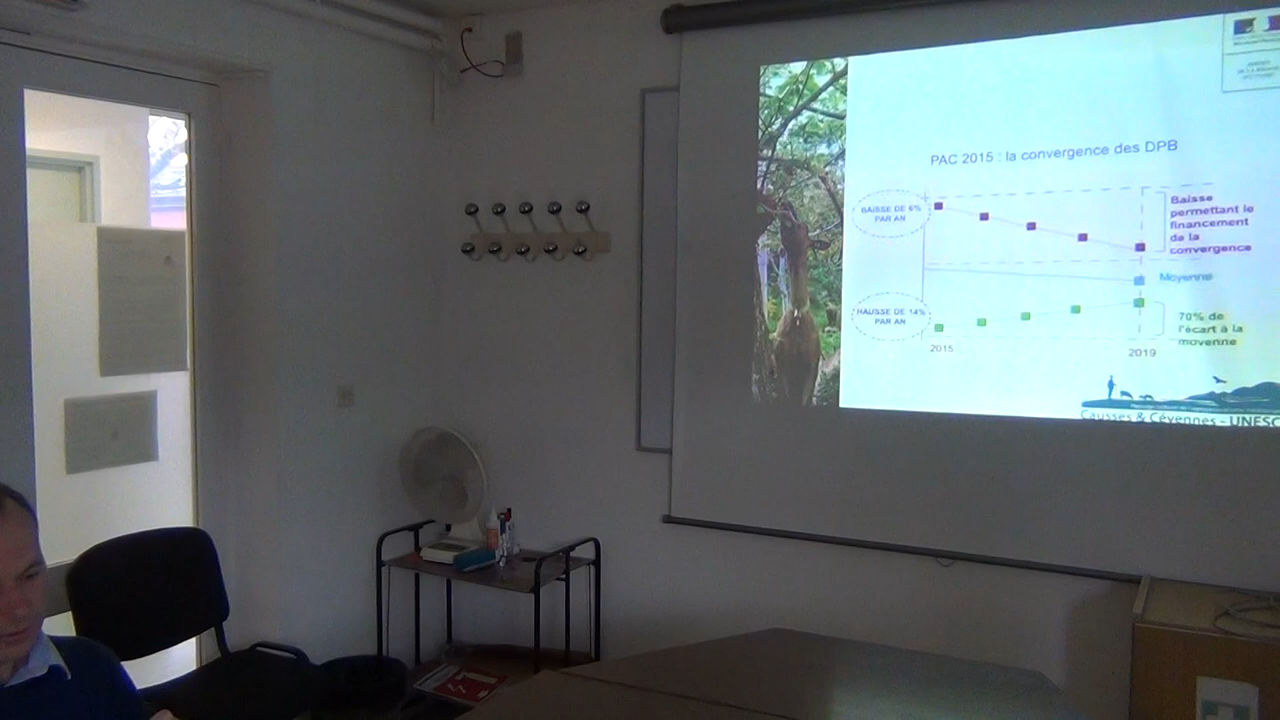 PAC 2015 : la convergence des DPB
BAISSE DE 6%
PAR AN
Baisse
permettant le
financement
de la
convergence
Moyenne
HAUSSE DE 14%
PAR AN
70% de
l'écart à la
moyenne
2015
2019
Causses & Cévennes - UNESC